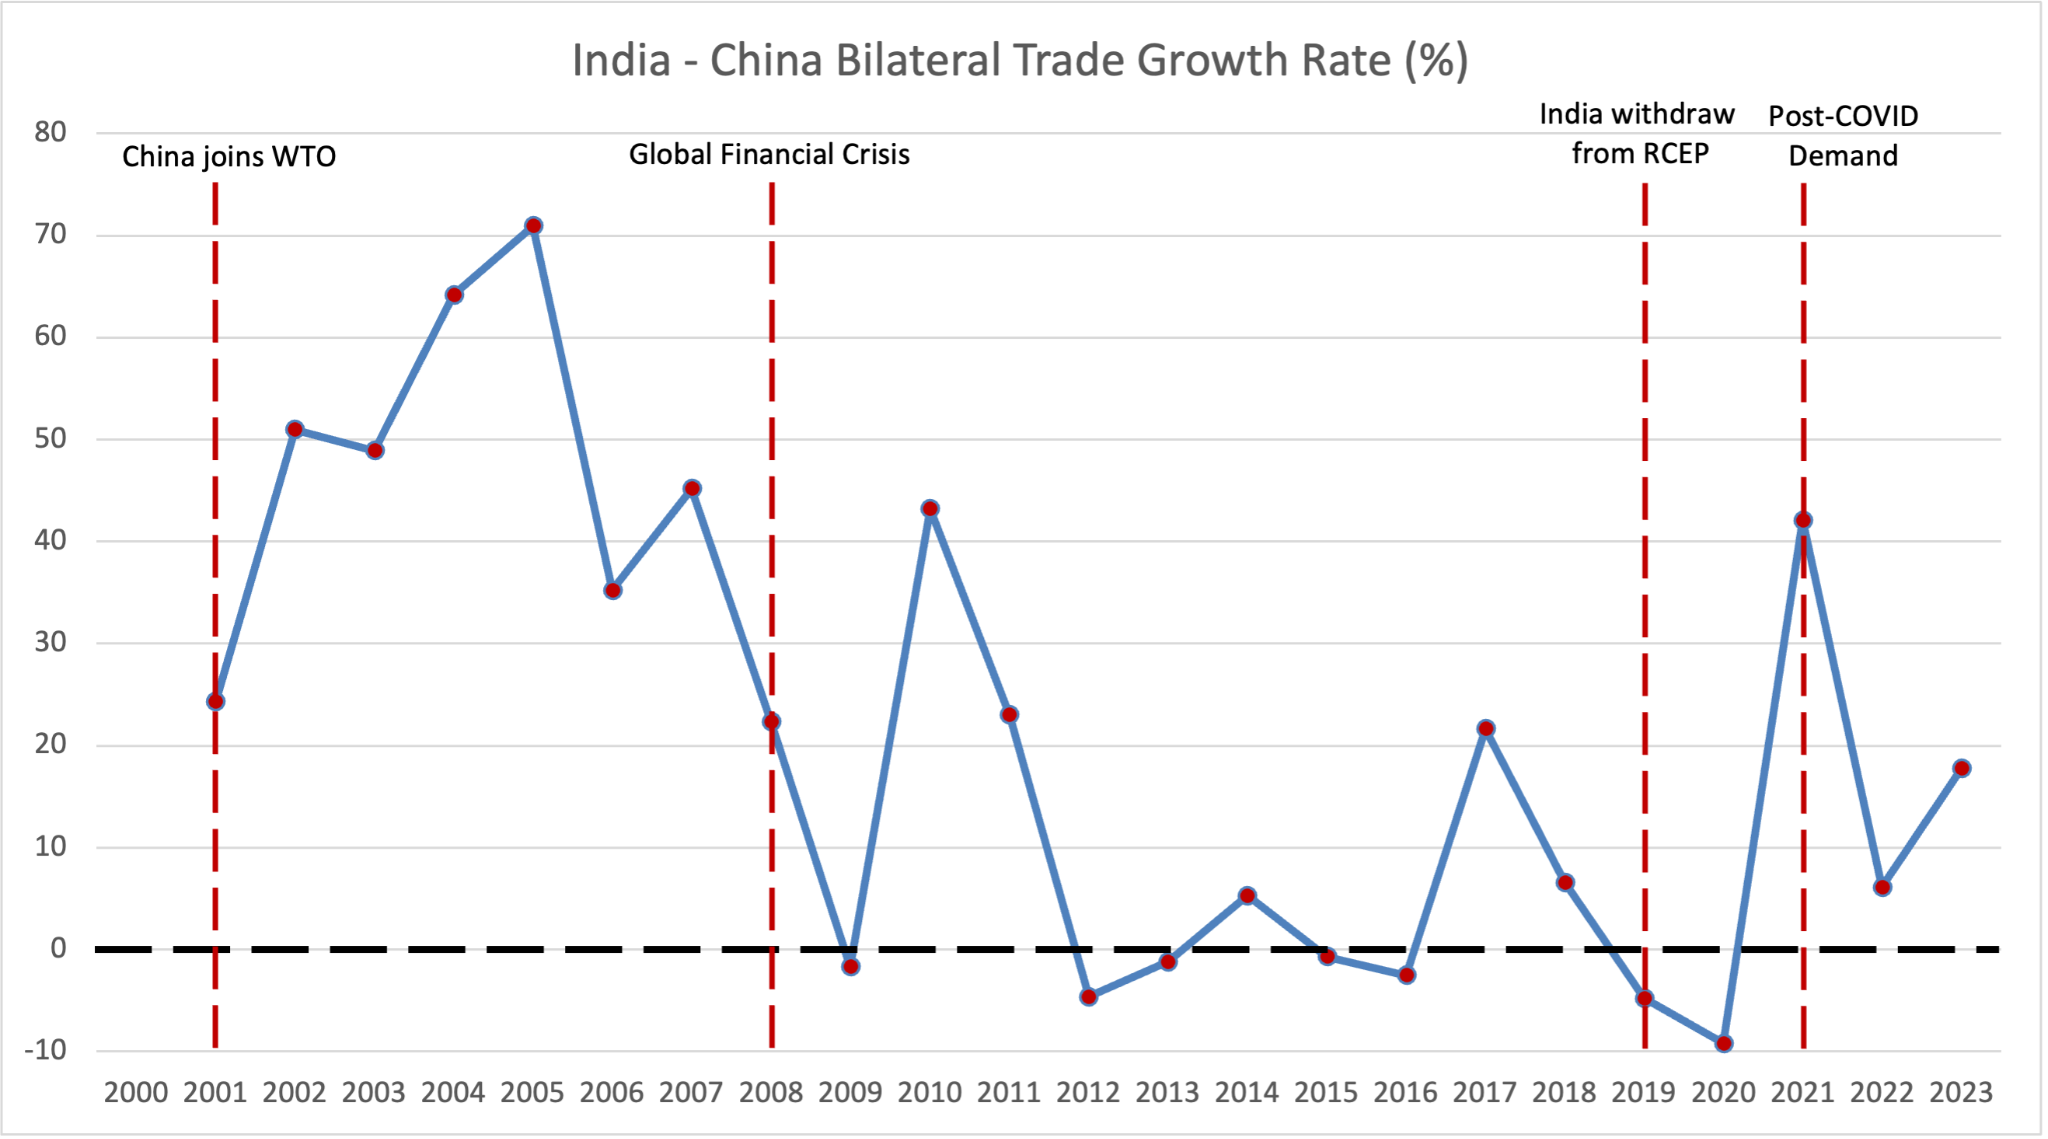 India - China Bilateral Trade Growth Rate (%)
China joins WTO
Global Financial Crisis
India withdraw
from RCEP
Post-COVID
Demand
80
70
60
50
40
30
20
10
0
-10
2000 2001 2002 2003 2004 2005 2006 2007 2008 2009 2010 2011 2012 2013 2014 2015 2016 2017 2018 2019 2020 2021 2022 2023